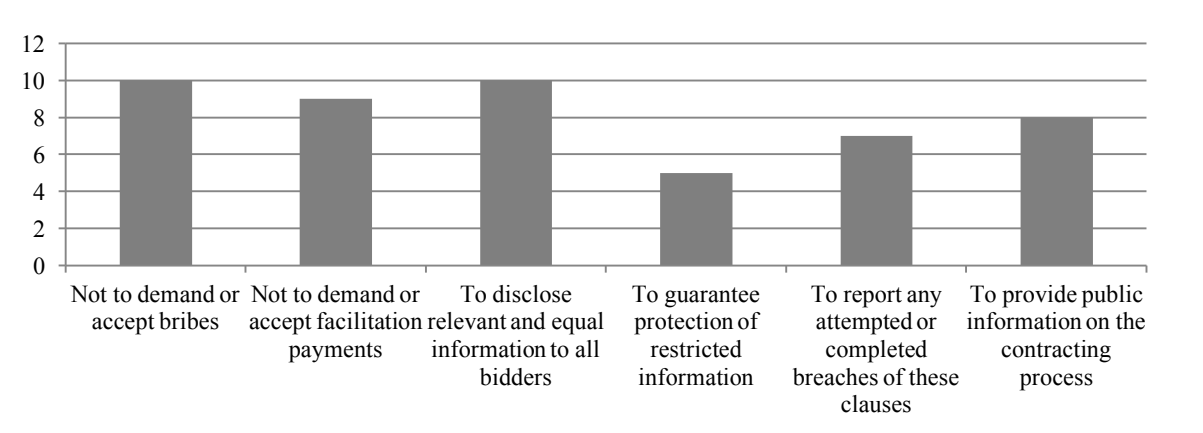 12
10
8
6
4
2
0
Not to demand or
accept bribes
Not to demand or
accept facilitation
payments
To disclose
relevant and equal
information to all
bidders
To guarantee
protection of
restricted
information
To report any
attempted or
completed
breaches of these
clauses
To provide public
information on the
contracting
process